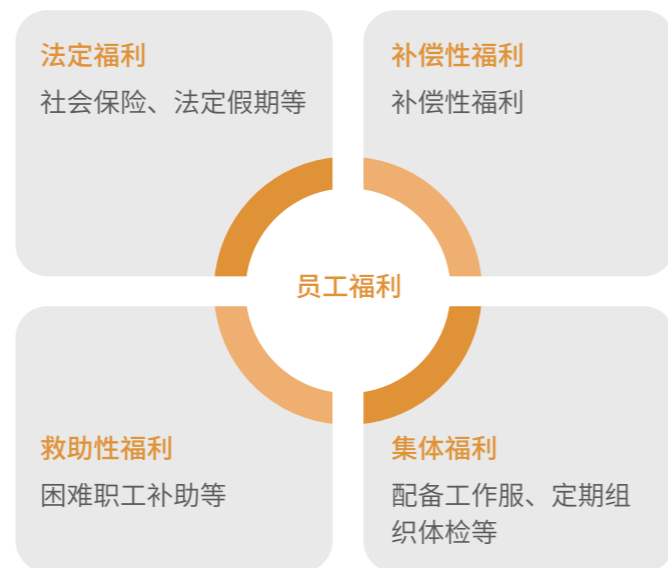 法定福利
社会保险、法定假期等
补偿性福利
补偿性福利
员工福利
救助性福利
困难职工补助等
集体福利
配备工作服、定期组
织体检等